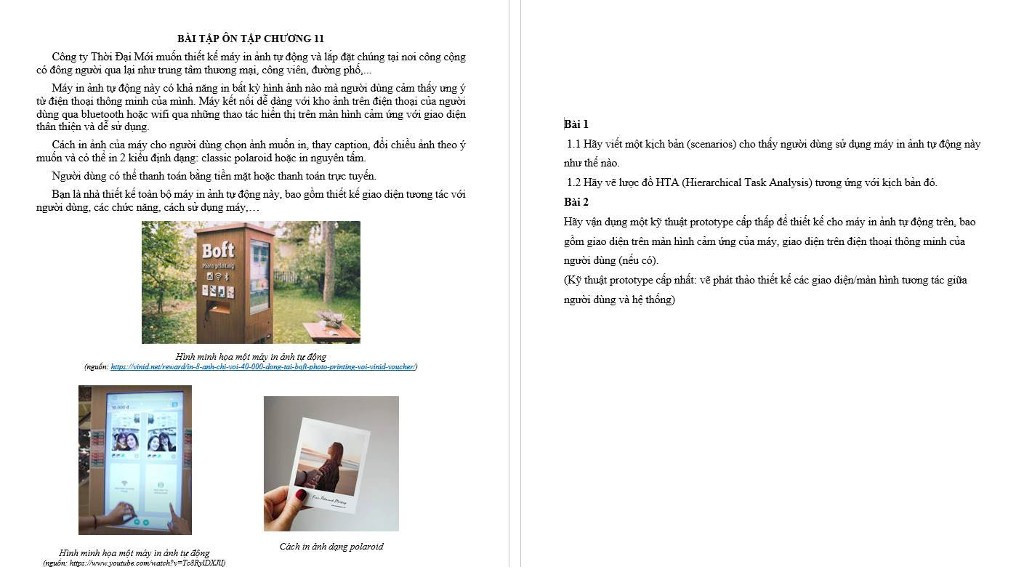 BÀI TẬP ÔN TẬP CHƯƠNG 11
Công ty Thời Đại Mới muốn thiết kế máy in ảnh tự động và lắp đặt chúng tại nơi công cộng
có đông người qua lại như trung tâm thương mại, công viên, đường phố,...
Máy in ảnh tự động này có khả năng in bất kỳ hình ảnh nào mà người dùng cảm thấy ưng ý
từ điện thoại thông minh của mình. Máy kết nối dễ dàng với kho ảnh trên điện thoại của người
dùng qua bluetooth hoặc wifi qua những thao tác hiển thị trên màn hình cảm ứng với giao diện
thân thiện và dễ sử dụng.
Cách in ảnh của máy cho người dùng chọn ảnh muốn in, thay caption, đổi chiều ảnh theo ý
muốn và có thể in 2 kiểu định dạng: classic polaroid hoặc in nguyên tấm.
Người dùng có thể thanh toán bằng tiền mặt hoặc thanh toán trực tuyến.
Bạn là nhà thiết kế toàn bộ máy in ảnh tự động này, bao gồm thiết kế giao diện tương tác với
người dùng, các chức năng, cách sử dụng máy,...
Boft
Photo printing
Hình minh họa một máy in ảnh tự động
(nguồn: https://vinid.net/reward/in-8-anh-chi-voi-40-000-dong-tai-boft-photo-printing-voi-vinid-voucher/)
Hình minh họa một máy in ảnh tự động
(nguồn: https://www.youtube.com/watch?v=
Cách in ảnh dạng polaroid
Bài 1
1.1 Hãy viết một kịch bản (scenarios) cho thấy người dùng sử dụng máy in ảnh tự động này
như thế nào.
1.2 Hãy vẽ lược đồ HTA (Hierarchical Task Analysis) tương ứng với kịch bản đó.
Bài 2
Hãy vận dụng một kỹ thuật prototype cấp thấp để thiết kế cho máy in ảnh tự động trên, bao
gồm giao diện trên màn hình cảm ứng của máy, giao diện trên điện thoại thông minh của
người dùng (nếu có).
(Kỹ thuật prototype cấp nhất: vẽ phát thảo thiết kế các giao diện/màn hình tương tác giữa
người dùng và hệ thống)